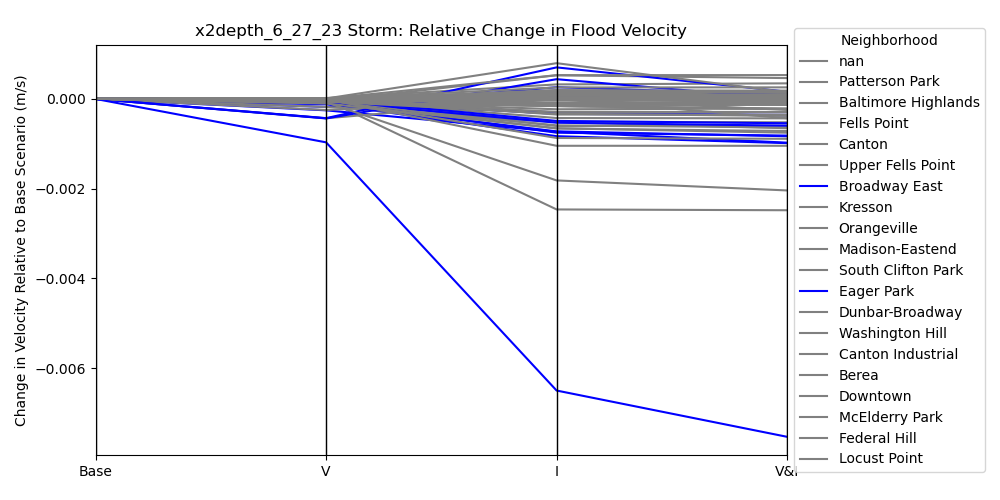 x2depth_6_27_23 Storm: Relative Change in Flood Velocity
Change in Velocity Relative to Base Scenario (m/s)
0.000
−0.002
−0.004
−0.006
Base
V
I
V&I
Neighborhood
nan
Patterson Park
Baltimore Highlands
Fells Point
Canton
Upper Fells Point
Broadway East
Kresson
Orangeville
Madison-Eastend
South Clifton Park
Eager Park
Dunbar-Broadway
Washington Hill
Canton Industrial
Berea
Downtown
McElderry Park
Federal Hill
Locust Point